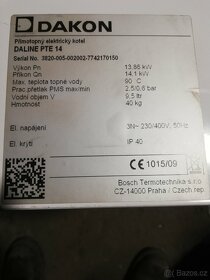 DAKON
Přímotopný elektrický kotel
DALINE PTE 14
Serial No. 3820-005-002002-7742170150
Výkon Pn 13,86 kW
Příkon Qn 14,1 kW
Max. teplota topné vody 90 °C
Prac.přetlak PMS max/min 2.5/0.6 bar
Vodní objem V 9.5 ltr
Hmotnost 40 kg
El. napájení 3N~ 230/400V, 50Hz
El. krytí IP 40
CE 1015/09
Bosch Termotechnika s.r.o.
CZ-14000 Praha / Czech rep.